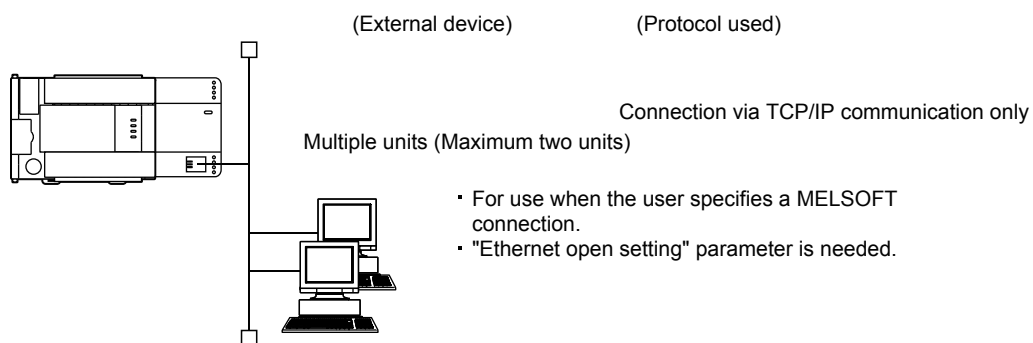 (External device) (Protocol used)
Connection via TCP/IP communication only
Multiple units (Maximum two units)
・For use when the user specifies a MELSOFT
connection.
・"Ethernet open setting" parameter is needed.